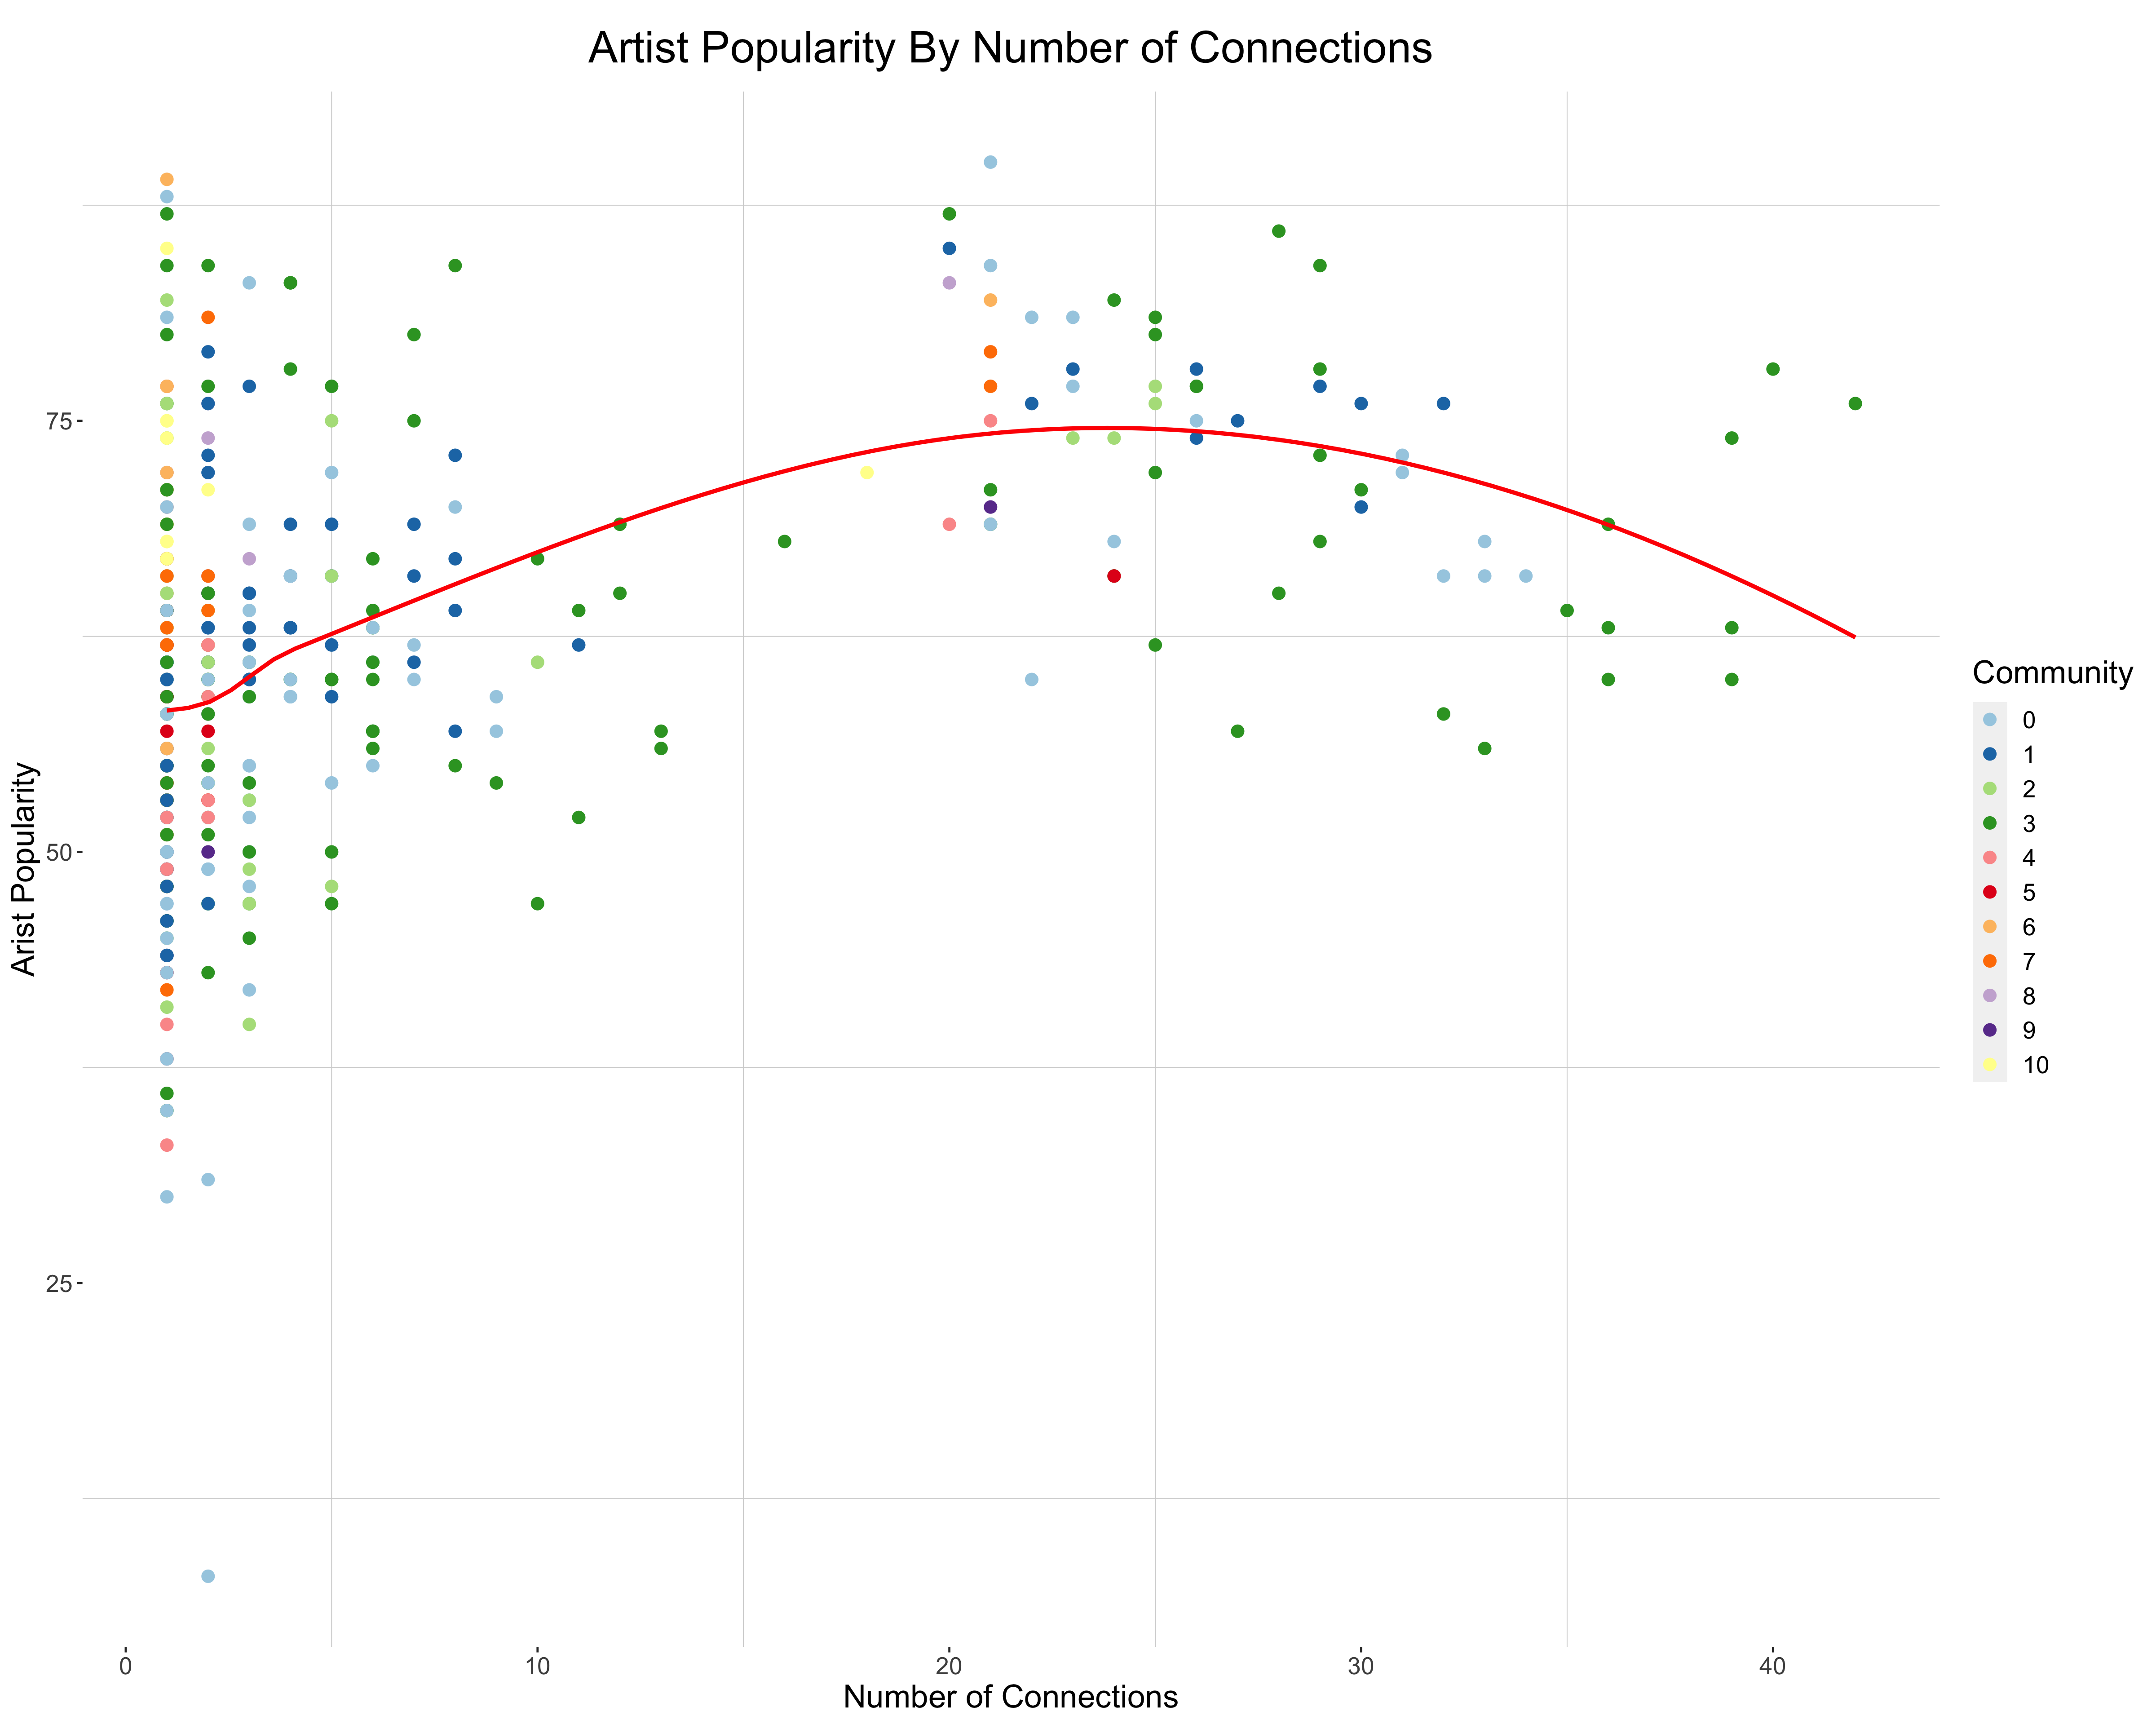 Artist Popularity By Number of Connections
Arist Popularity
75
50
25
0 10 20 30 40
Number of Connections
Community
0
1
2
3
4
5
6
7
8
9
10